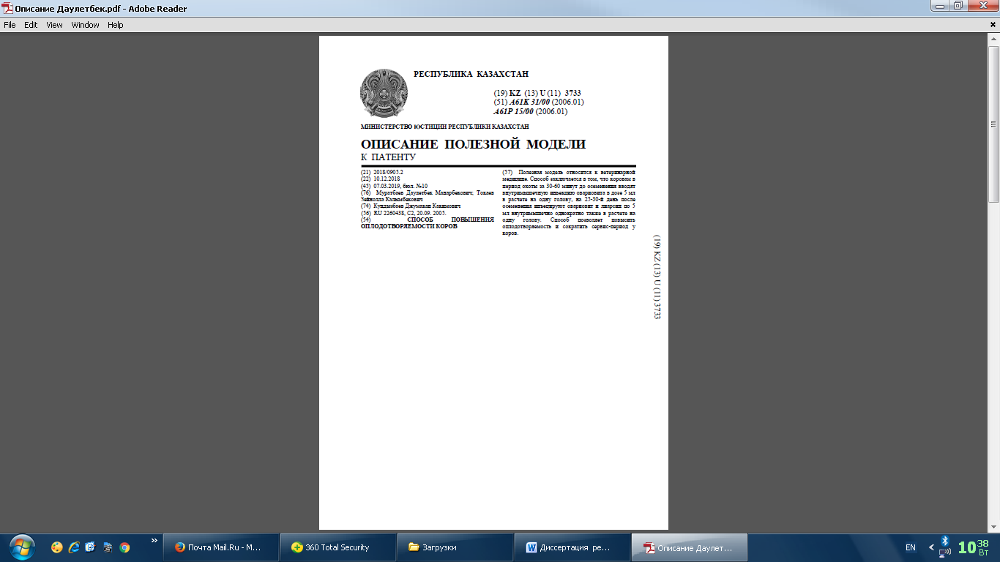 Описание Даулетбек.pdf - Adobe Reader
File Edit View Window Help
РЕСПУБЛИКА КАЗАХСТАН
(19) KZ (13) U (11) 3733
(51) A61K 31/00 (2006.01)
A61P 15/00 (2006.01)
МИНИСТЕРСТВО ЮСТИЦИИ РЕСПУБЛИКИ КАЗАХСТАН
ОПИСАНИЕ ПОЛЕЗНОЙ МОДЕЛИ
К ПАТЕНТУ
(21) 2018/0905.2
(22) 10.12.2018
(45) 07.03.2019, бюл. №10
(76) Муратбаев Даулетбек Манарбекович; Токаев
Зейнолла Калымбекович
(74) Кундызбаев Джумакан Какимович
(56) RU 2260438, C2, 20.09. 2005.
(54) СПОСОБ ПОВЫШЕНИЯ
ОПЛОДОТВОРЯЕМОСТИ КОРОВ
(57) Полезная модель относится к ветеринарной
медицине. Способ заключается в том, что коровам в
период охоты за 30-60 минут до осеменения вводят
внутримышечную инъекцию овариовита в дозе 5 мл
в расчете на одну голову, на 25-30-й день после
осеменения инъецируют овариовит и лиарсин по 5
мл внутримышечно однократно также в расчете на
одну голову. Способ позволяет повысить
оплодотворяемость и сократить сервис-период у
коров.
(19) KZ (13) U (11) 3733
Почта Mail.Ru - M...
360 Total Security
Загрузки
Диссертация ре...
Описание Даулет...
EN
10 38
Вт